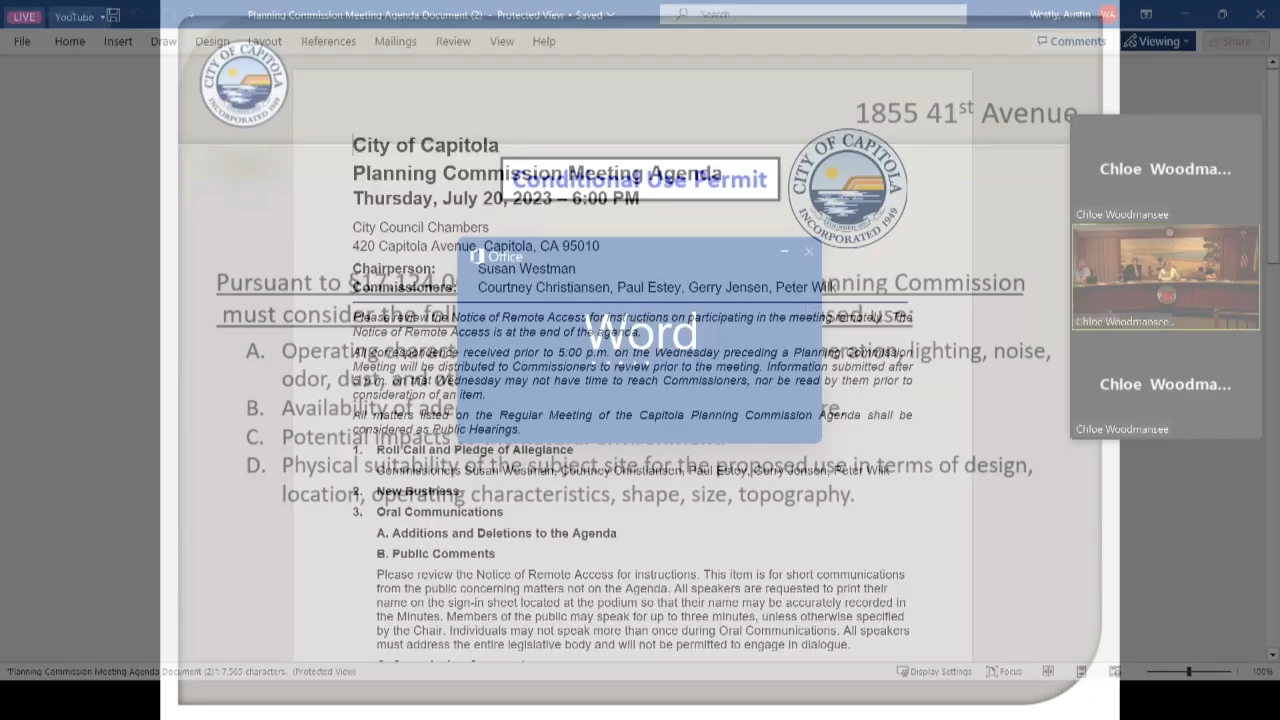 LIVE
YouTube
Planning Commission Meeting Agenda Document (2) - Protected View • Saved
Search
Westly, Austin
WA
File Home Insert Draw Design Layout References Mailings Review View Help
Comments
Viewing
Share
CITY OF CAPITOLA
INCORPORATED 1949
1855 41st Avenue
City of Capitola
Planning Commission Meeting Agenda
Conditional Use Permit
Thursday, July 20, 2023 – 6:00 PM
CITY OF CAPITOLA
INCORPORATED 1949
City Council Chambers
420 Capitola Avenue, Capitola, CA 95010
Office
Chairperson: Susan Westman
Commissioners: Courtney Christiansen, Paul Estey, Gerry Jensen, Peter Wilk
Pursuant to nning Commission
must consider the
Word
Please review the Notice of Remote Access for instructions on participating in the meeting remotely. The
Notice of Remote Access is at the end of the agenda.
All correspondence received prior to 5:00 p.m. on the Wednesday preceding a Planning Commission
Meeting will be distributed to Commissioners to review prior to the meeting. Information submitted after
5 p.m. on that Wednesday may not have time to reach Commissioners, nor be read by them prior to
consideration of an item.
All matters listed on the Regular Meeting of the Capitola Planning Commission Agenda shall be
considered as Public Hearings.
A. Operating lighting, noise,
odor, dust
B. Availability of
C. Potential impacts
D. Physical suitability of the subject site for the proposed use in terms of design,
location, operating characteristics, shape, size, topography.
1. Roll Call and Pledge of Allegiance
Commissioners Susan Westman, Courtney Christiansen, Paul Estey, Gerry Jensen, Peter Wilk
2. New Business
3. Oral Communications
A. Additions and Deletions to the Agenda
B. Public Comments
Please review the Notice of Remote Access for instructions. This item is for short communications
from the public concerning matters not on the Agenda. All speakers are requested to print their
name on the sign-in sheet located at the podium so that their name may be accurately recorded in
the Minutes. Members of the public may speak for up to three minutes, unless otherwise specified
by the Chair. Individuals may not speak more than once during Oral Communications. All speakers
must address the entire legislative body and will not be permitted to engage in dialogue.
Chloe Woodma...
Chloe Woodmansee
Chloe Woodmansee...
Chloe Woodma...
Chloe Woodmansee
"Planning Commission Meeting Agenda Document (2)": 7,565 characters. (Protected View)
Display Settings
Focus
100%